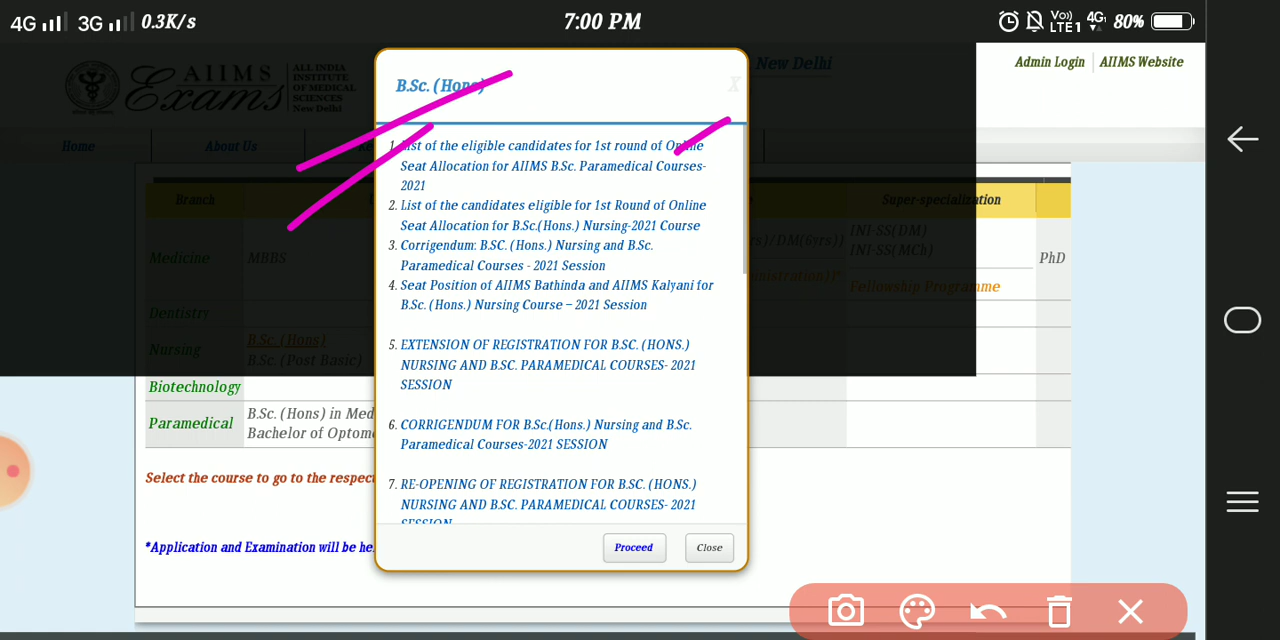 4G 3G 0.3K/s 7:00 PM Vo) LTE1 4G 80%
AIIMS Exams
ALL INDIA
INSTITUTE
OF MEDICAL
SCIENCES
New Delhi
New Delhi
Admin Login AIIMS Website
Home About Us
B.Sc. (Hons) X
1. List of the eligible candidates for 1st round of Online
Seat Allocation for AIIMS B.Sc. Paramedical Courses-
2021
2. List of the candidates eligible for 1st Round of Online
Seat Allocation for B.Sc.(Hons.) Nursing-2021 Course
3. Corrigendum: B.SC. (Hons.) Nursing and B.Sc.
Paramedical Courses - 2021 Session
4. Seat Position of AIIMS Bathinda and AIIMS Kalyani for
B.Sc. (Hons.) Nursing Course – 2021 Session
5. EXTENSION OF REGISTRATION FOR B.SC. (HONS.)
NURSING AND B.SC. PARAMEDICAL COURSES- 2021
SESSION
6. CORRIGENDUM FOR B.Sc.(Hons.) Nursing and B.Sc.
Paramedical Courses-2021 SESSION
7. RE-OPENING OF REGISTRATION FOR B.SC. (HONS.)
NURSING AND B.SC. PARAMEDICAL COURSES- 2021
SESSION
Proceed Close
Branch Super-specialization
Medicine MBBS rs)/DM(6yrs)) INI-SS(DM)
INI-SS(MCh) PhD
Fellowship Programme
Dentistry
Nursing B.Sc. (Hons)
B.Sc. (Post Basic)
Biotechnology
Paramedical B.Sc. (Hons) in Med
Bachelor of Optom
Select the course to go to the respect
*Application and Examination will be he